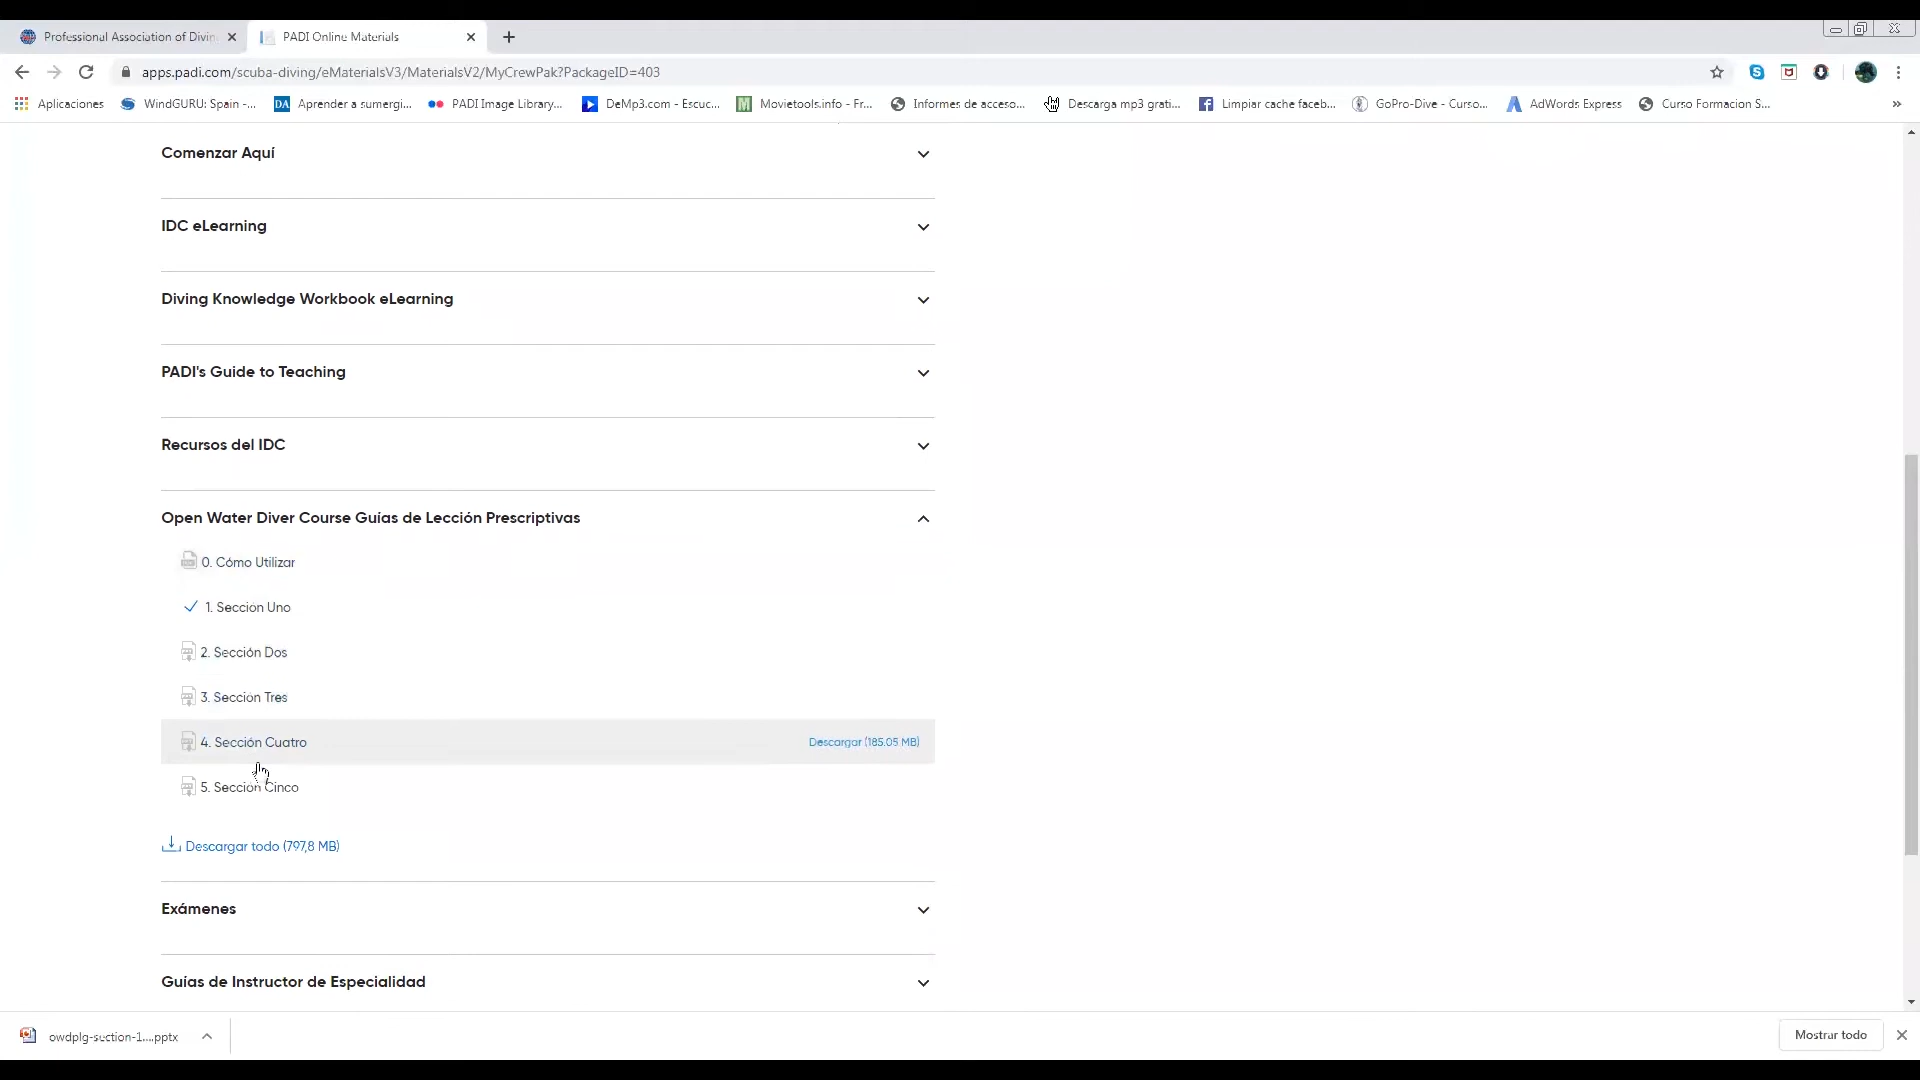 Professional Association of Divin
PADI Online Materials
apps.padi.com/scuba-diving/eMaterialsV3/MaterialsV2/MyCrewPak?PackageID=403
Aplicaciones
WindGURU: Spain -...
DA
Aprender a sumergi...
PADI Image Library...
DeMp3.com - Escuc...
Movietools.info - Fr...
Informes de acceso...
Descarga mp3 grati...
Limpiar cache faceb...
GoPro-Dive - Curso...
AdWords Express
Curso Formacion S...
»
Comenzar Aquí
IDC eLearning
Diving Knowledge Workbook eLearning
PADI's Guide to Teaching
Recursos del IDC
Open Water Diver Course Guías de Lección Prescriptivas
0. Cómo Utilizar
1. Sección Uno
2. Sección Dos
3. Sección Tres
4. Sección Cuatro
Descargar (185.05 MB)
5. Sección Cinco
Descargar todo (797,8 MB)
Exámenes
Guías de Instructor de Especialidad
owdplg-section-1....pptx
Mostrar todo